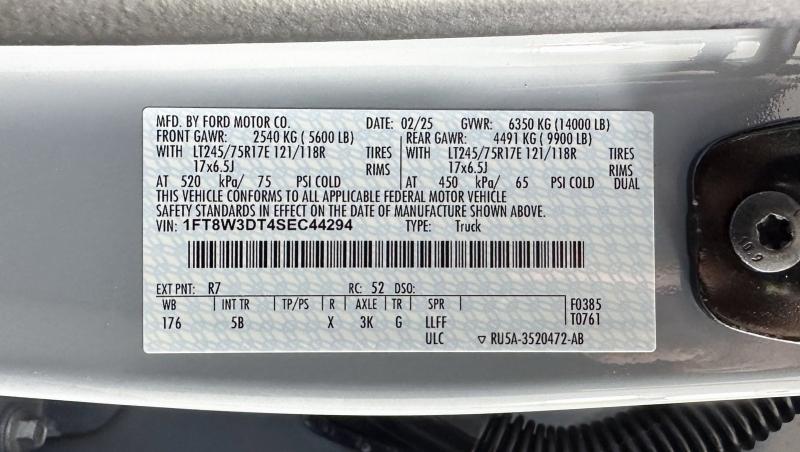 MFD. BY FORD MOTOR CO. DATE: 02/25 GVWR: 6350 KG (14000 LB)
FRONT GAWR: 2540 KG ( 5600 LB) REAR GAWR: 4491 KG ( 9900 LB)
WITH LT245/75R17E 121/118R TIRES WITH LT245/75R17E 121/118R TIRES
17x6.5J RIMS 17x6.5J RIMS
AT 520 kPa/ 75 PSI COLD AT 450 kPa/ 65 PSI COLD DUAL
THIS VEHICLE CONFORMS TO ALL APPLICABLE FEDERAL MOTOR VEHICLE
SAFETY STANDARDS IN EFFECT ON THE DATE OF MANUFACTURE SHOWN ABOVE.
VIN: 1FT8W3DT4SEC44294 TYPE: Truck
EXT PNT: R7 RC: 52 DSO:
WB INT TR TP/PS R AXLE TR SPR F0385
176 5B X 3K G LLFF T0761
ULC ▽ RU5A-3520472-AB
10.9